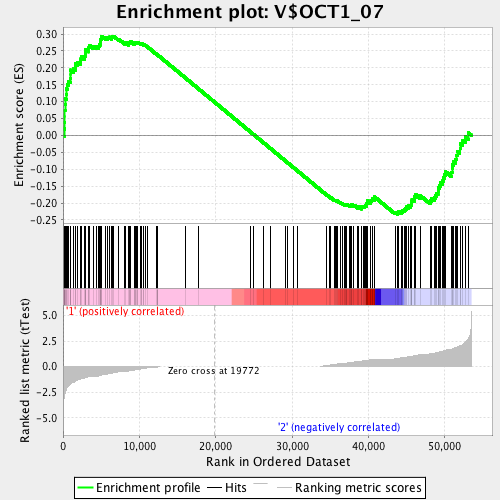 Enrichment plot: V$OCT1_07
Enrichment score (ES)
0.30
0.25
0.20
0.15
0.10
0.05
0.00
-0.05
-0.10
-0.15
-0.20
-0.25
Ranked list metric (tTest)
'1' (positively correlated)
5.0
2.5
0.0
-2.5
-5.0
Zero cross at 19772
'2' (negatively correlated)
0
10,000
20,000
30,000
40,000
50,000
Rank in Ordered Dataset
Enrichment profile
Hits
Ranking metric scores